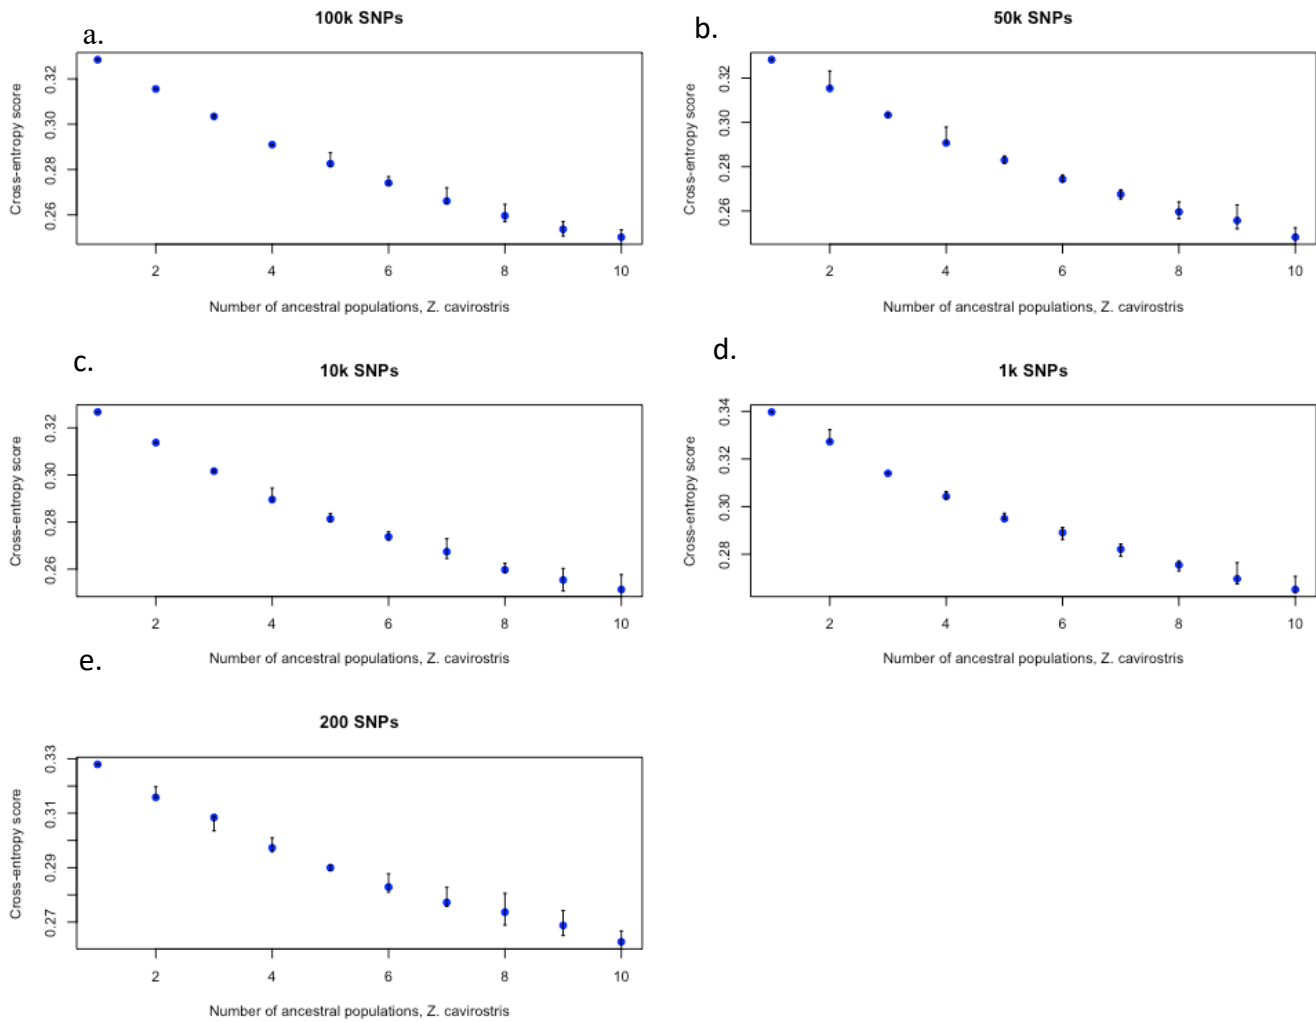 a.
100k SNPs
Cross-entropy score
0.32
0.30
0.28
0.26
2 4 6 8 10
Number of ancestral populations, Z. cavirostris
b.
50k SNPs
Cross-entropy score
0.32
0.30
0.28
0.26
2 4 6 8 10
Number of ancestral populations, Z. cavirostris
c.
10k SNPs
Cross-entropy score
0.32
0.30
0.28
0.26
2 4 6 8 10
Number of ancestral populations, Z. cavirostris
d.
1k SNPs
Cross-entropy score
0.34
0.32
0.30
0.28
2 4 6 8 10
Number of ancestral populations, Z. cavirostris
e.
200 SNPs
Cross-entropy score
0.33
0.31
0.29
0.27
2 4 6 8 10
Number of ancestral populations, Z. cavirostris